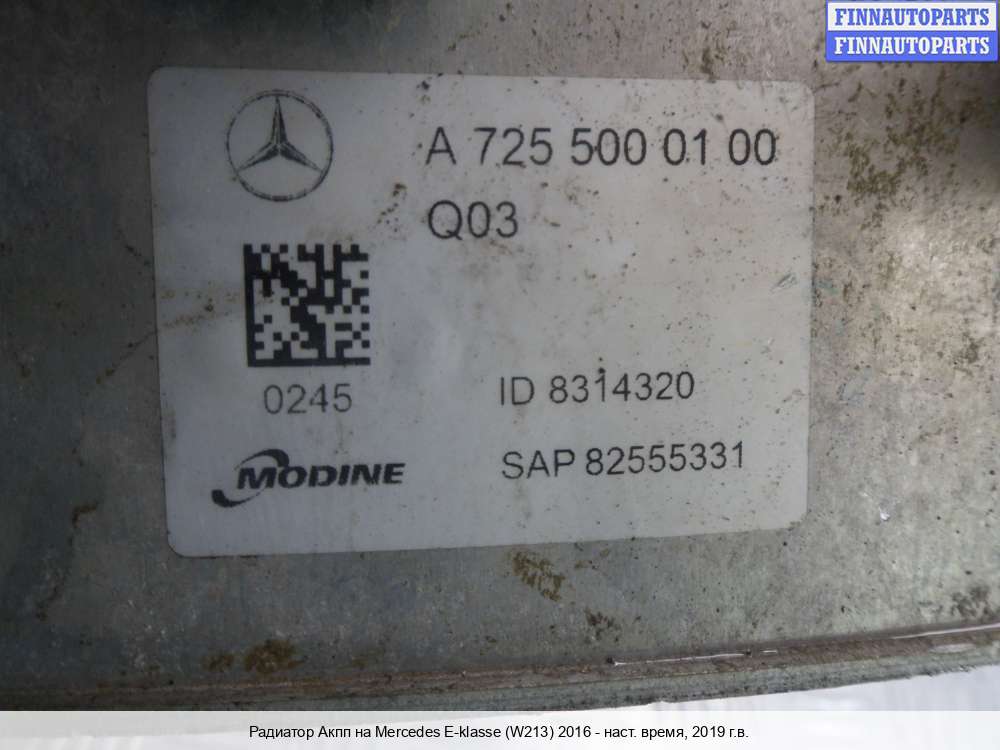 FINNAUTOPARTS
FINNAUTOPARTS
A 725 500 01 00
Q03
0245
ID 8314320
MODINE
SAP 82555331
Радиатор Акпп на Mercedes E-klasse (W213) 2016 - наст. время, 2019 г.в.